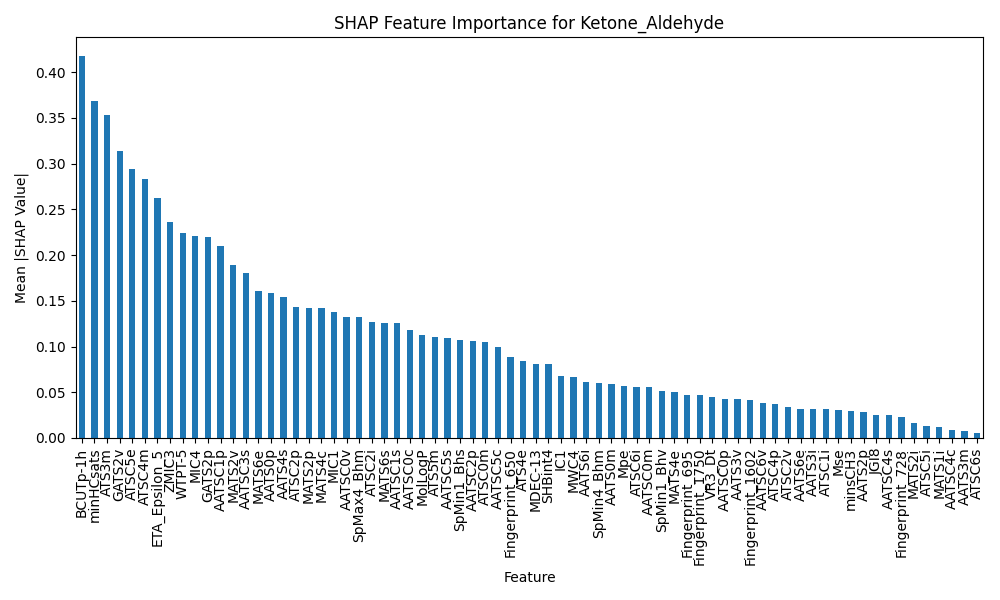 SHAP Feature Importance for Ketone_Aldehyde
Mean |SHAP Value|
0.40
0.35
0.30
0.25
0.20
0.15
0.10
0.05
0.00
BCUTp-1h
minHCsats
ATS3m
GATS2v
ATSC5e
ATSC4m
ETA_Epsilon_5
ZMIC3
WTPT-5
MIC4
GATS2p
AATSC1p
MATS2v
AATSC3s
MATS6e
AATS0p
AATS4s
ATSC2p
MATS2p
MATS4c
MIC1
AATSC0v
SpMax4_Bhm
ATSC2i
MATS6s
AATSC1s
AATSC0c
MolLogP
ATS5m
AATSC5s
SpMin1_Bhs
AATSC2p
ATSC0m
AATSC5c
Fingerprint_650
ATS4e
MDEC-13
SHBint4
IC1
MWC4
AATS6i
SpMin4_Bhm
AATS0m
Mpe
ATSC6i
AATSC0m
SpMin1_Bhv
MATS4e
Fingerprint_695
Fingerprint_1750
VR3_Dt
AATSC0p
AATS3v
Fingerprint_1602
AATSC6v
ATSC4p
ATSC2v
AATS6s
AATS3i
ATSC1i
Mse
minsCH3
AATS2p
JGI8
AATC4s
Fingerprint_728
MATS2i
ATSC5i
MATS1i
AATSC4c
AATS3m
ATSC6s
Feature